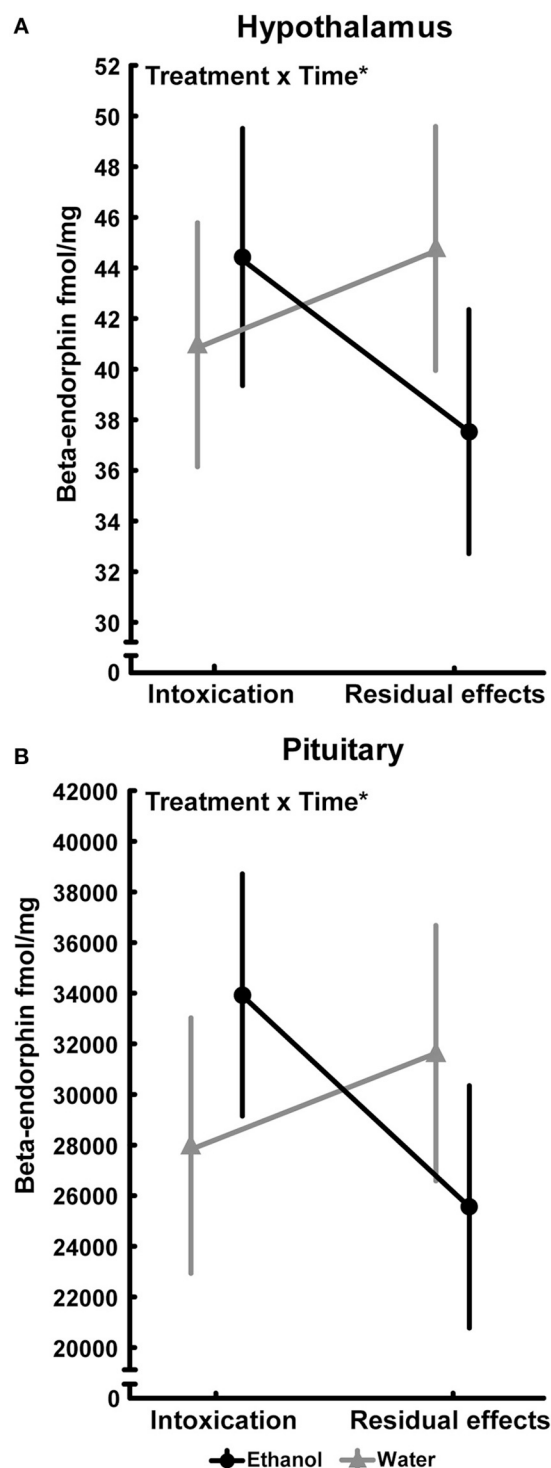 A
Hypothalamus
Treatment x Time*
Beta-endorphin fmol/mg
52
50
48
46
44
42
40
38
36
34
32
30
0
Intoxication Residual effects
B
Pituitary
Treatment x Time*
Beta-endorphin fmol/mg
42000
40000
38000
36000
34000
32000
30000
28000
26000
24000
22000
20000
0
Intoxication Residual effects
Ethanol Water